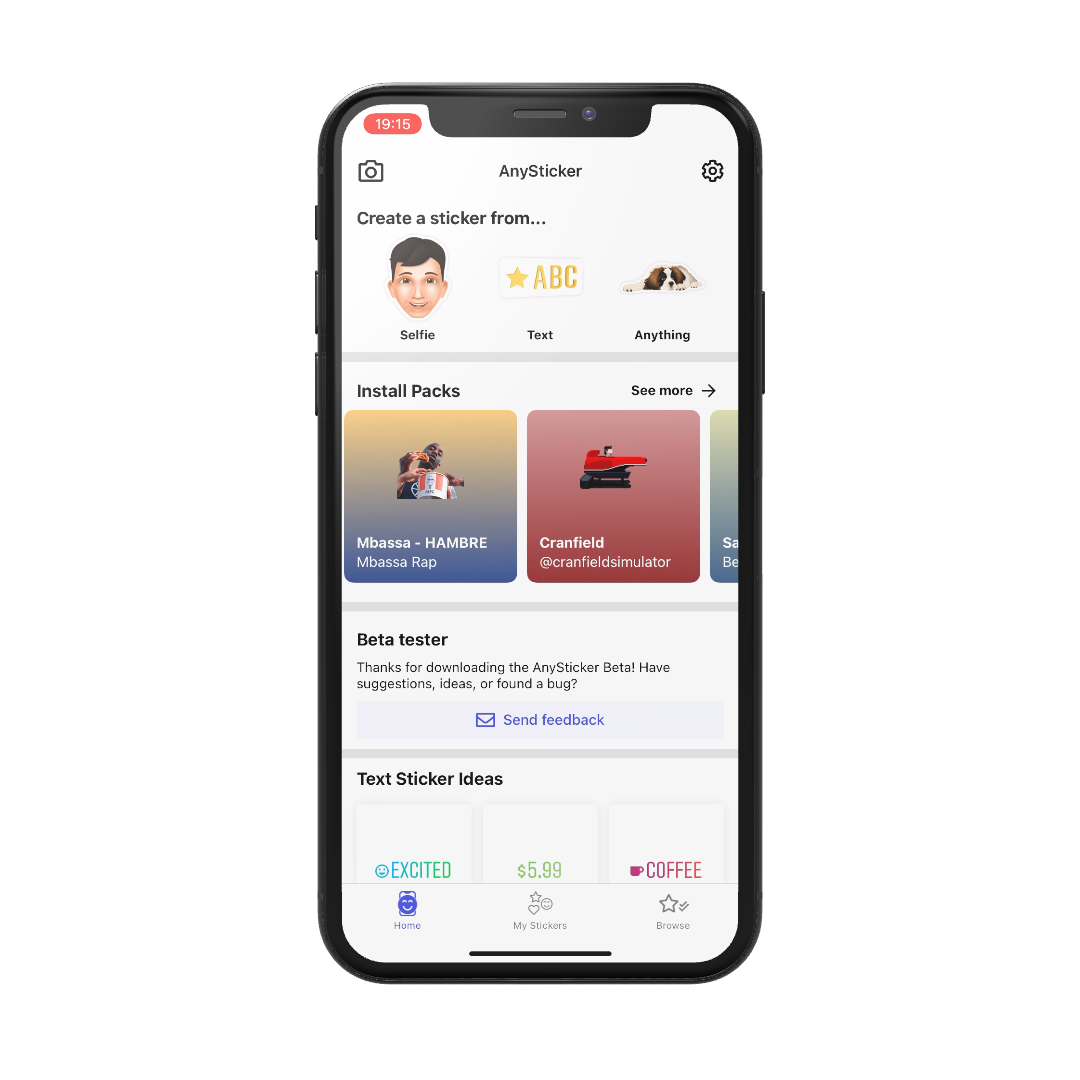 19:15
AnySticker
Create a sticker from...
ABC
Selfie
Text
Anything
Install Packs
See more
Mbassa - HAMBRE
Mbassa Rap
Cranfield
@cranfieldsimulator
Sa
Be
Beta tester
Thanks for downloading the AnySticker Beta! Have
suggestions, ideas, or found a bug?
Send feedback
Text Sticker Ideas
EXCITED
$5.99
COFFEE
Home
My Stickers
Browse